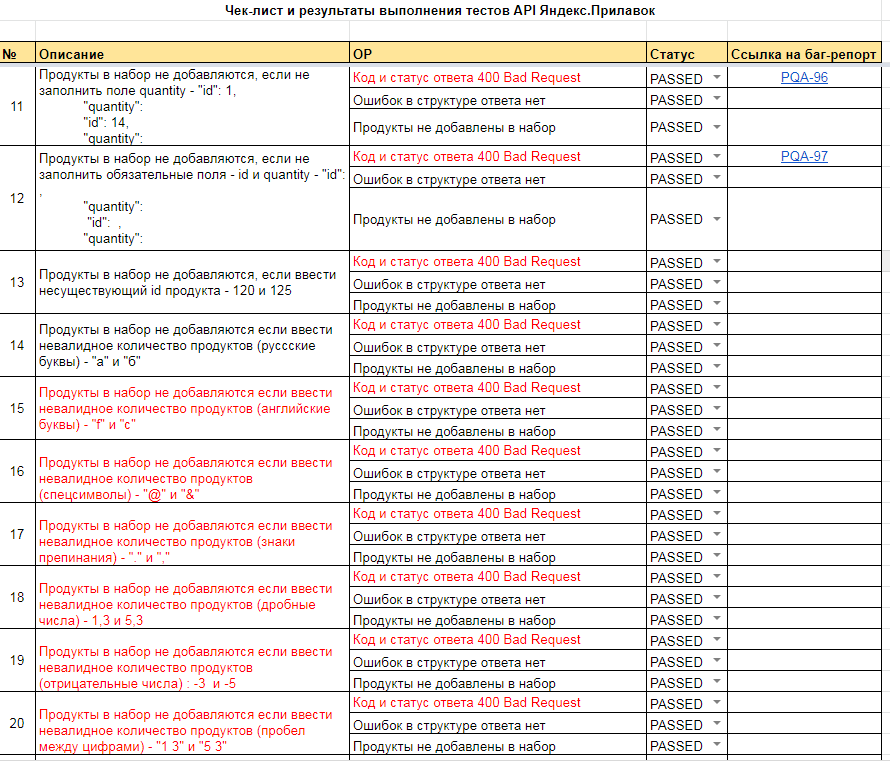 Чек-лист и результаты выполнения тестов API Яндекс.Прилавок
№ Описание ОР Статус Ссылка на баг-репорт
11
Продукты в набор не добавляются, если не
заполнить поле quantity - "id": 1,
"quantity":
"id": 14,
"quantity":
Код и статус ответа 400 Bad Request PASSED PQA-96
Ошибок в структуре ответа нет PASSED
Продукты не добавлены в набор PASSED
12
Продукты в набор не добавляются, если не
заполнить обязательные поля - id и quantity - "id":
,
"quantity":
"id": ,
"quantity":
Код и статус ответа 400 Bad Request PASSED PQA-97
Ошибок в структуре ответа нет PASSED
Продукты не добавлены в набор PASSED
13
Продукты в набор не добавляются, если ввести
несуществующий id продукта - 120 и 125
Код и статус ответа 400 Bad Request PASSED
Ошибок в структуре ответа нет PASSED
Продукты не добавлены в набор PASSED
14
Продукты в набор не добавляются если ввести
невалидное количество продуктов (руссские
буквы) - "а" и "б"
Код и статус ответа 400 Bad Request PASSED
Ошибок в структуре ответа нет PASSED
Продукты не добавлены в набор PASSED
15
Продукты в набор не добавляются если ввести
невалидное количество продуктов (английские
буквы) - "f" и "c"
Код и статус ответа 400 Bad Request PASSED
Ошибок в структуре ответа нет PASSED
Продукты не добавлены в набор PASSED
16
Продукты в набор не добавляются если ввести
невалидное количество продуктов
(спецсимволы) - "@" и "&"
Код и статус ответа 400 Bad Request PASSED
Ошибок в структуре ответа нет PASSED
Продукты не добавлены в набор PASSED
17
Продукты в набор не добавляются если ввести
невалидное количество продуктов (знаки
препинания) - "." и ","
Код и статус ответа 400 Bad Request PASSED
Ошибок в структуре ответа нет PASSED
Продукты не добавлены в набор PASSED
18
Продукты в набор не добавляются если ввести
невалидное количество продуктов (дробные
числа) - 1,3 и 5,3
Код и статус ответа 400 Bad Request PASSED
Ошибок в структуре ответа нет PASSED
Продукты не добавлены в набор PASSED
19
Продукты в набор не добавляются если ввести
невалидное количество продуктов
(отрицательные числа) : -3 и -5
Код и статус ответа 400 Bad Request PASSED
Ошибок в структуре ответа нет PASSED
Продукты не добавлены в набор PASSED
20
Продукты в набор не добавляются если ввести
невалидное количество продуктов (пробел
между цифрами) - "1 3" и "5 3"
Код и статус ответа 400 Bad Request PASSED
Ошибок в структуре ответа нет PASSED
Продукты не добавлены в набор PASSED